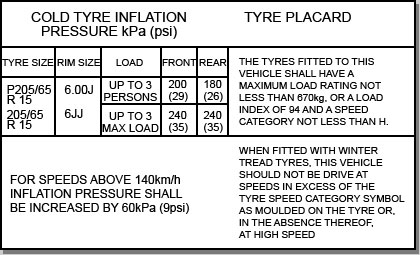 COLD TYRE INFLATION
PRESSURE kPa (psi)
TYRE PLACARD
TYRE SIZE RIM SIZE LOAD FRONT REAR
P205/65 R 15 6.00J UP TO 3 PERSONS 200 (29) 180 (26)
205/65 R 15 6JJ UP TO 3 MAX LOAD 240 (35) 240 (35)
THE TYRES FITTED TO THIS
VEHICLE SHALL HAVE A
MAXIMUM LOAD RATING NOT
LESS THAN 670kg, OR A LOAD
INDEX OF 94 AND A SPEED
CATEGORY NOT LESS THAN H.
FOR SPEEDS ABOVE 140km/h
INFLATION PRESSURE SHALL
BE INCREASED BY 60kPa (9psi)
WHEN FITTED WITH WINTER
TREAD TYRES, THIS VEHICLE
SHOULD NOT BE DRIVE AT
SPEEDS IN EXCESS OF THE
TYRE SPEED CATEGORY SYMBOL
AS MOULDED ON THE TYRE OR,
IN THE ABSENCE THEREOF,
AT HIGH SPEED